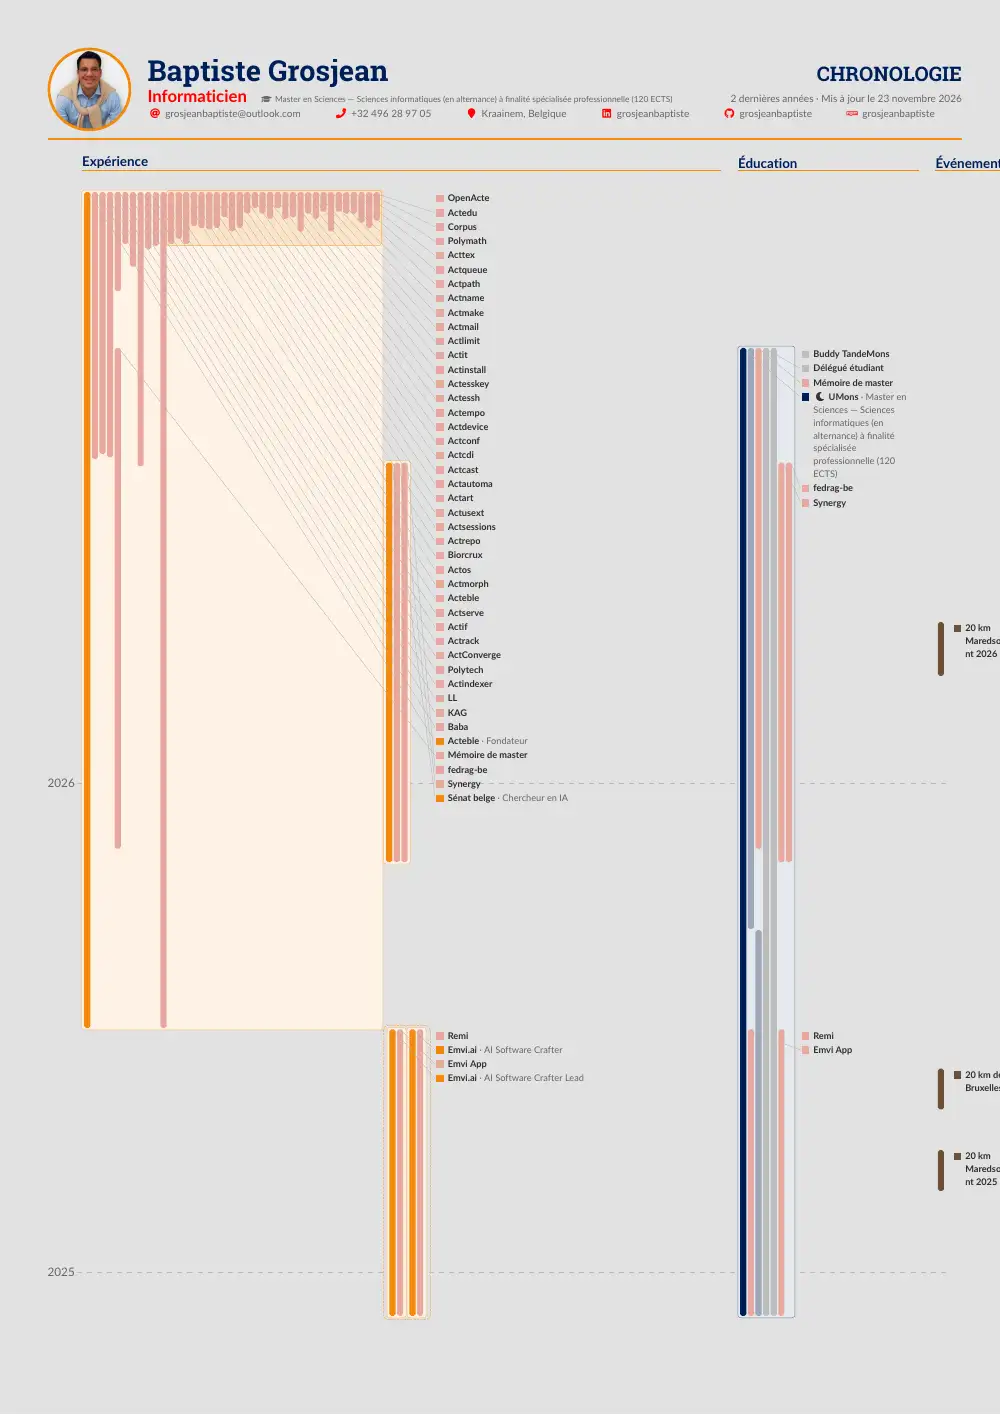 Baptiste Grosjean
CHRONOLOGIE
Informaticien
Master en Sciences — Sciences informatiques (en alternance) à finalité spécialisée professionnelle (120 ECTS)
2 dernières années · Mis à jour le 23 novembre 2026
grosjeanbaptiste@outlook.com
+32 496 28 97 05
Kraainem, Belgique
grosjeanbaptiste
grosjeanbaptiste
grosjeanbaptiste
Expérience
OpenActe
Actedu
Corpus
Polymath
Acttex
Actqueue
Actpath
Actname
Actmake
Actmail
Actlimit
Actit
Actinstall
Actesskey
Actessh
Actempo
Actdevice
Actconf
Actcdi
Actcast
Actautoma
Actart
Actusext
Actsessions
Actrepo
Biorcrux
Actos
Actmorph
Acteble
Actserve
Actif
Actrack
ActConverge
Polytech
Actindexer
LL
KAG
Baba
Acteble · Fondateur
Mémoire de master
fedrag-be
Synergy
Sénat belge · Chercheur en IA
Remi
Emvi.ai · AI Software Crafter
Emvi App
Emvi.ai · AI Software Crafter Lead
Éducation
Buddy TandeMons
Délégué étudiant
Mémoire de master
UMons · Master en
Sciences — Sciences
informatiques (en
alternance) à finalité
spécialisée
professionnelle (120
ECTS)
fedrag-be
Synergy
Remi
Emvi App
Événement
20 km
Maredso
nt 2026
20 km de
Bruxelles
20 km
Maredso
nt 2025
2026
2025